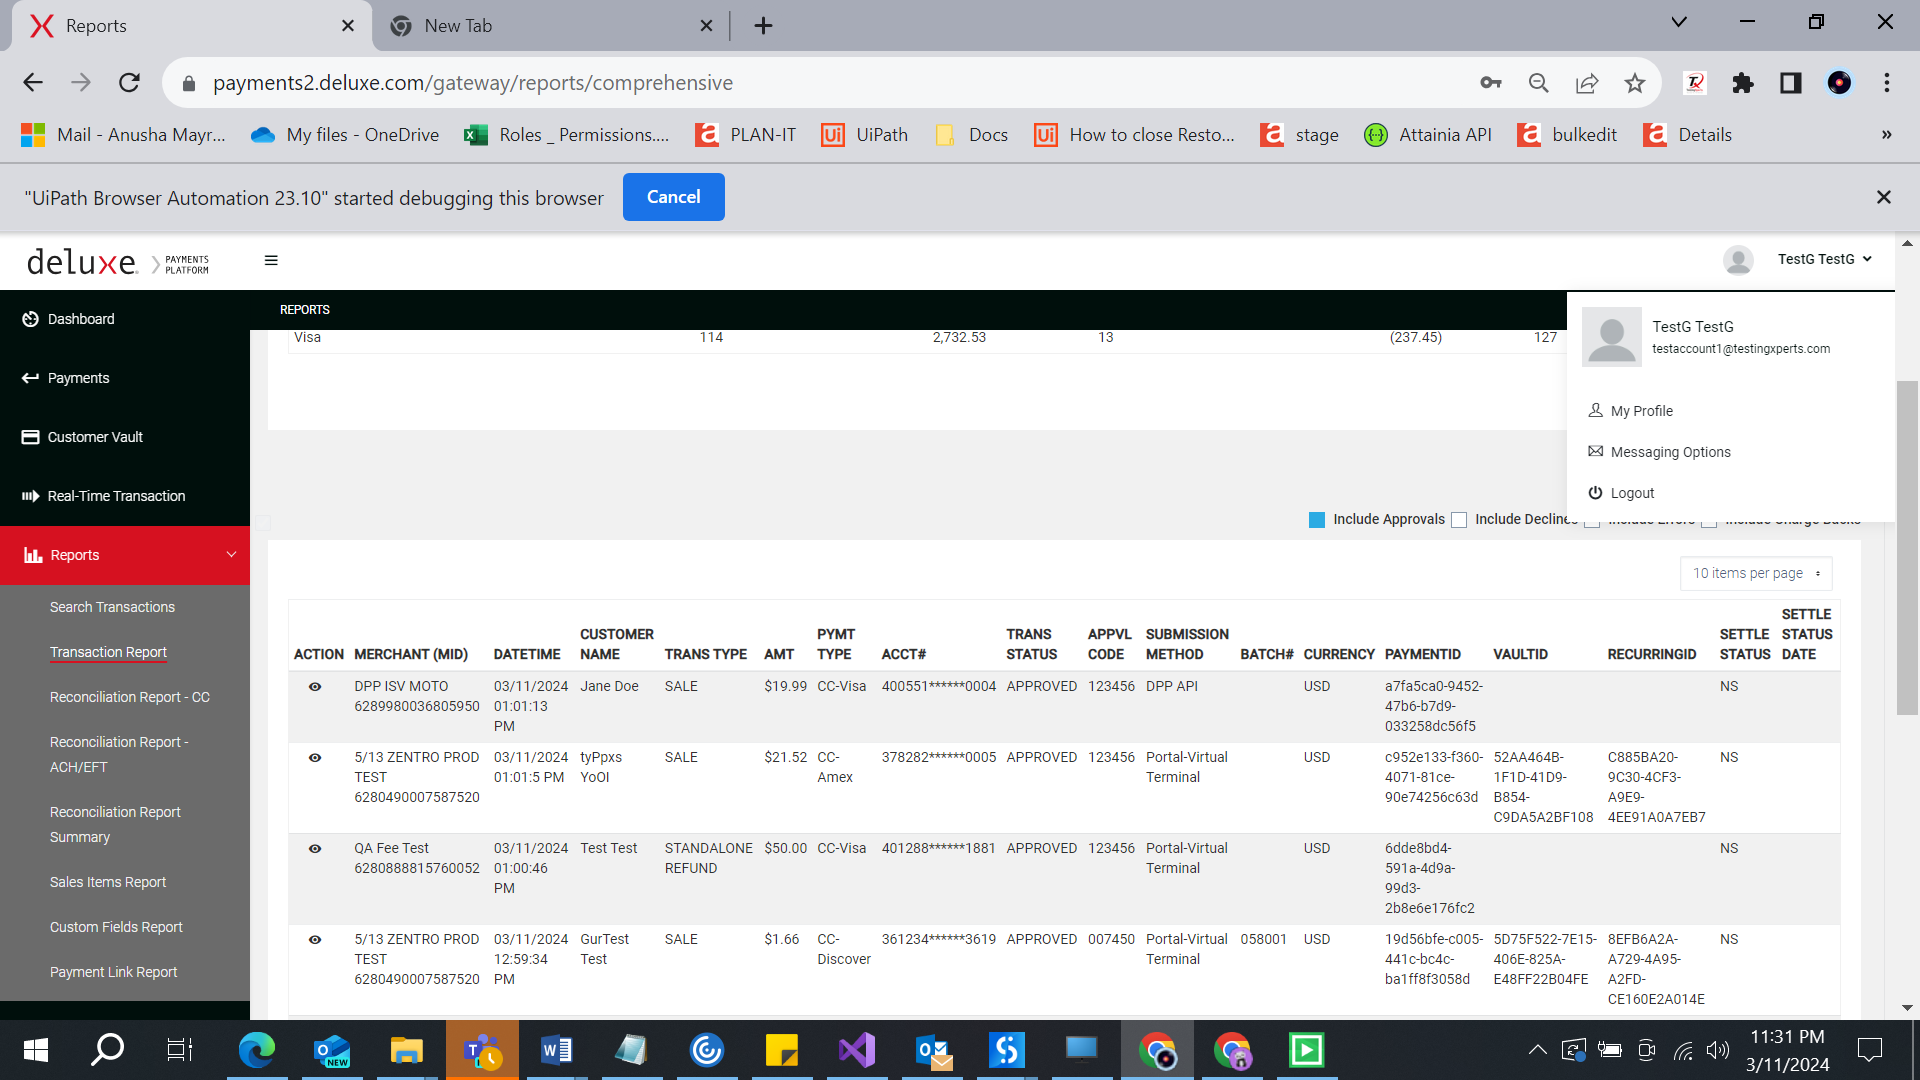 Reports
New Tab
payments2.deluxe.com/gateway/reports/comprehensive
Mail - Anusha Mayr... My files - OneDrive Roles _ Permissions.... PLAN-IT UiPath Docs How to close Resto... stage Attainia API bulkedit Details »
"UiPath Browser Automation 23.10" started debugging this browser Cancel
deluxe. PAYMENTS PLATFORM
TestG TestG
Dashboard
Payments
Customer Vault
Real-Time Transaction
Reports
Search Transactions
Transaction Report
Reconciliation Report - CC
Reconciliation Report -
ACH/EFT
Reconciliation Report
Summary
Sales Items Report
Custom Fields Report
Payment Link Report
REPORTS
Visa 114 2,732.53 13 (237.45) 127
TestG TestG
testaccount1@testingxperts.com
My Profile
Messaging Options
Logout
Include Approvals Include Declines Include Errors Include Charge Backs
10 items per page
ACTION MERCHANT (MID) DATETIME CUSTOMER NAME TRANS TYPE AMT PYMT TYPE ACCT# TRANS STATUS APPVL CODE SUBMISSION METHOD BATCH# CURRENCY PAYMENTID VAULTID RECURRINGID SETTLE STATUS SETTLE STATUS DATE
DPP ISV MOTO 03/11/2024 Jane Doe SALE $19.99 CC-Visa 400551******0004 APPROVED 123456 DPP API USD a7fa5ca0-9452- NS
6289980036805950 01:01:13 47b6-b7d9-
PM 033258dc56f5
5/13 ZENTRO PROD 03/11/2024 tyPpxs SALE $21.52 CC- 378282******0005 APPROVED 123456 Portal-Virtual USD c952e133-f360- 52AA464B- C885BA20- NS
TEST 01:01:5 PM YoOI Amex Terminal 4071-81ce- 1F1D-41D9- 9C30-4CF3-
6280490007587520 90e74256c63d B854- A9E9-
C9DA5A2BF108 4EE91A0A7EB7
QA Fee Test 03/11/2024 Test Test STANDALONE $50.00 CC-Visa 401288******1881 APPROVED 123456 Portal-Virtual USD 6dde8bd4- NS
6280888815760052 01:00:46 REFUND Terminal 591a-4d9a-
PM 99d3-
2b8e6e176fc2
5/13 ZENTRO PROD 03/11/2024 GurTest SALE $1.66 CC- 361234******3619 APPROVED 007450 Portal-Virtual 058001 USD 19d56bfe-c005- 5D75F522-7E15- 8EFB6A2A- NS
TEST 12:59:34 Test Discover Terminal 441c-bc4c- 406E-825A- A729-4A95-
6280490007587520 PM ba1ff8f3058d E48FF22B04FE A2FD-
CE160E2A014E
NEW
11:31 PM
3/11/2024